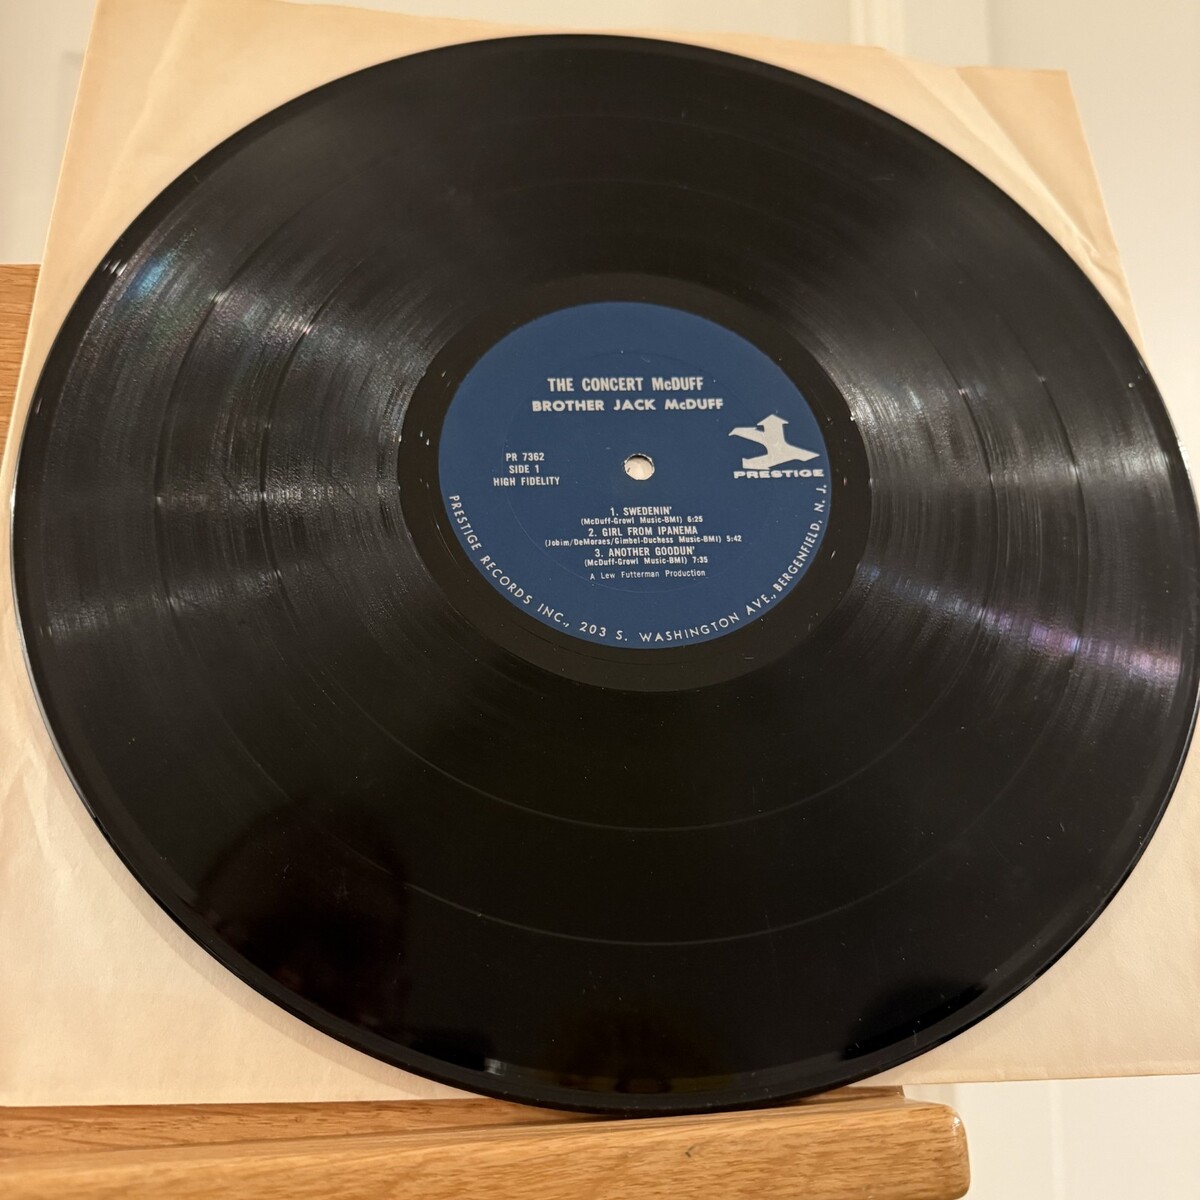 THE CONCERT McDUFF
BROTHER JACK McDUFF
PRESTIGE
PR 7362
SIDE 1
HIGH FIDELITY
1. SWEDENIN'
(McDuff-Growl Music-BMI) 6:25
2. GIRL FROM IPANEMA
(Jobim/DeMoraes/Gimbel-Duchess Music-BMI) 5:42
3. ANOTHER GOODUN'
(McDuff-Growl Music-BMI) 7:35
A Lew Futterman Production
PRESTIGE RECORDS INC., 203 S. WASHINGTON AVE., BERGENFIELD, N. J.